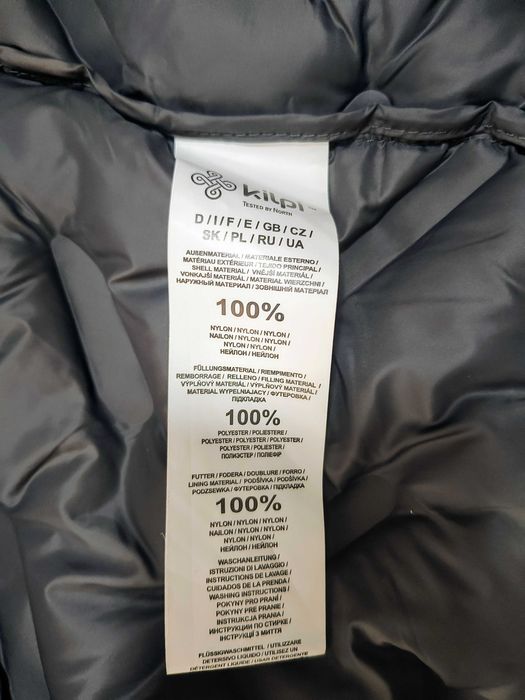 kilpi™
TESTED BY NORTH
D / I / F / E / GB / CZ /
SK / PL / RU / UA
AUßENMATERIAL / MATERIALE ESTERNO /
MATÉRIAU EXTÉRIEUR / TEJIDO PRINCIPAL /
SHELL MATERIAL / VNĚJŠÍ MATERIÁL /
VONKAJŠÍ MATERIÁL / MATERIAŁ WIERZCHNI /
НАРУЖНЫЙ МАТЕРИАЛ / ЗОВНІШНІЙ МАТЕРІАЛ
100%
NYLON / NYLON / NYLON /
NAILON / NYLON / NYLON /
NYLON / NYLON /
НЕЙЛОН / НЕЙЛОН
FÜLLUNGSMATERIAL / RIEMPIMENTO /
REMBORRAGE / RELLENO / FILLING MATERIAL /
VÝPLŇOVÝ MATERIÁL / VÝPLŇOVÝ MATERIÁL /
MATERIAŁ WYPEŁNIAJĄCY / ФУТЕРОВКА /
ПІДКЛАДКА
100%
POLYESTER / POLIESTERE /
POLYESTER / POLYESTER / POLYESTER /
POLYESTER / POLIESTER /
ПОЛИЭСТЕР / ПОЛІЕФІР
FUTTER / FODERA / DOUBLURE / FORRO /
LINING MATERIAL / PODŠÍVKA / PODŠÍVKA /
PODSZEWKA / ФУТЕРОВКА / ПІДКЛАДКА
100%
NYLON / NYLON / NYLON /
NAILON / NYLON / NYLON /
NYLON / NYLON /
НЕЙЛОН / НЕЙЛОН
WASCHANLEITUNG /
ISTRUZIONI DI LAVAGGIO /
INSTRUCTIONS DE LAVAGE /
CUIDADOS DE LA PRENDA /
WASHING INSTRUCTIONS /
POKYNY PRO PRANÍ /
POKYNY PRE PRANIE /
INSTRUKCJA PRANIA /
ИНСТРУКЦИИ ПО СТИРКЕ /
ІНСТРУКЦІЇ З МИТТЯ
FLÜSSIGWASCHMITTEL / UTILIZZARE
DETERSIVO LIQUIDO / UTILISEZ UN
DÉTERGENT LIQUIDE / USAR DETERGENTE